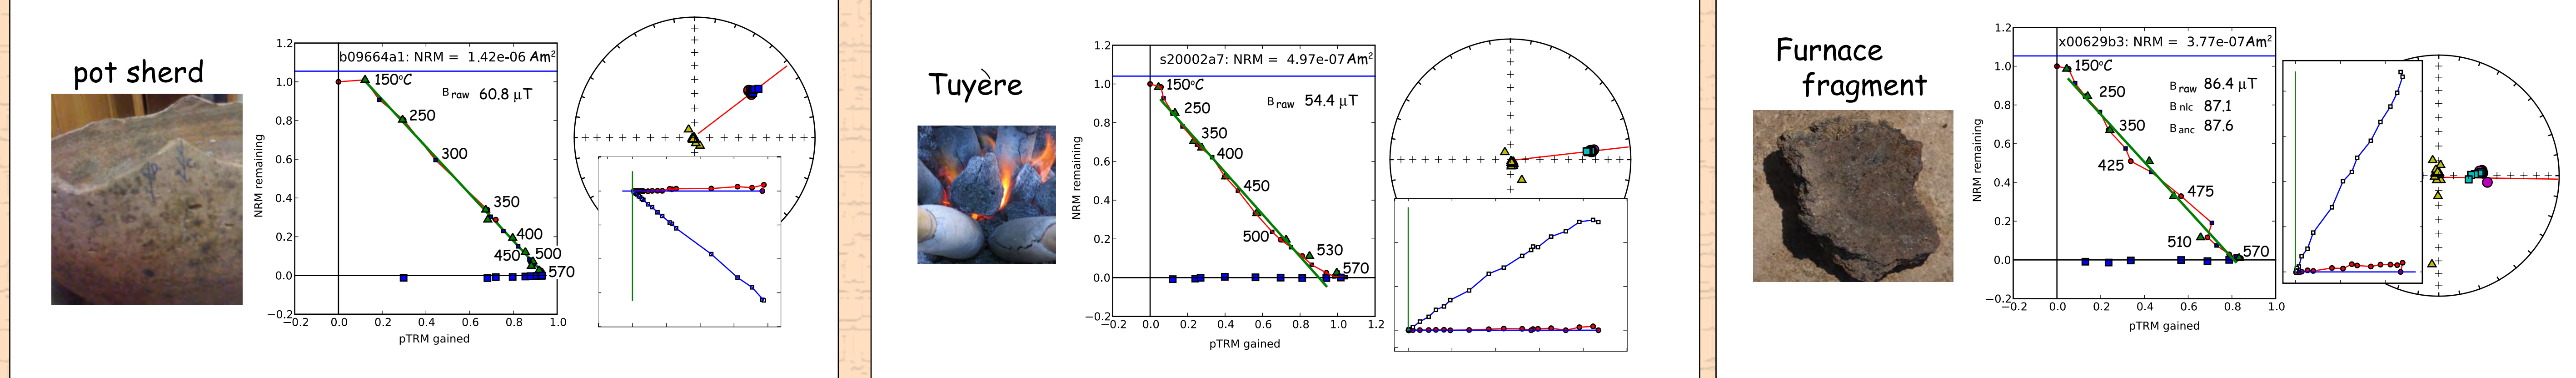 pot sherd
b09664a1: NRM = 1.42e-06 Am²
B raw 60.8 µT
150°C
250
300
350
400
450
500
570
NRM remaining
1.2
1.0
0.8
0.6
0.4
0.2
0.0
−0.2
−0.2 0.0 0.2 0.4 0.6 0.8 1.0
pTRM gained
Tuyère
s20002a7: NRM = 4.97e-07 Am²
B raw 54.4 µT
150°C
250
350
400
450
500
530
570
NRM remaining
1.2
1.0
0.8
0.6
0.4
0.2
0.0
−0.2
−0.2 0.0 0.2 0.4 0.6 0.8 1.0 1.2
pTRM gained
Furnace
fragment
x00629b3: NRM = 3.77e-07 Am²
B raw 86.4 µT
B nlc 87.1
B anc 87.6
150°C
250
350
425
475
510
570
NRM remaining
1.2
1.0
0.8
0.6
0.4
0.2
0.0
−0.2
−0.2 0.0 0.2 0.4 0.6 0.8 1.0
pTRM gained